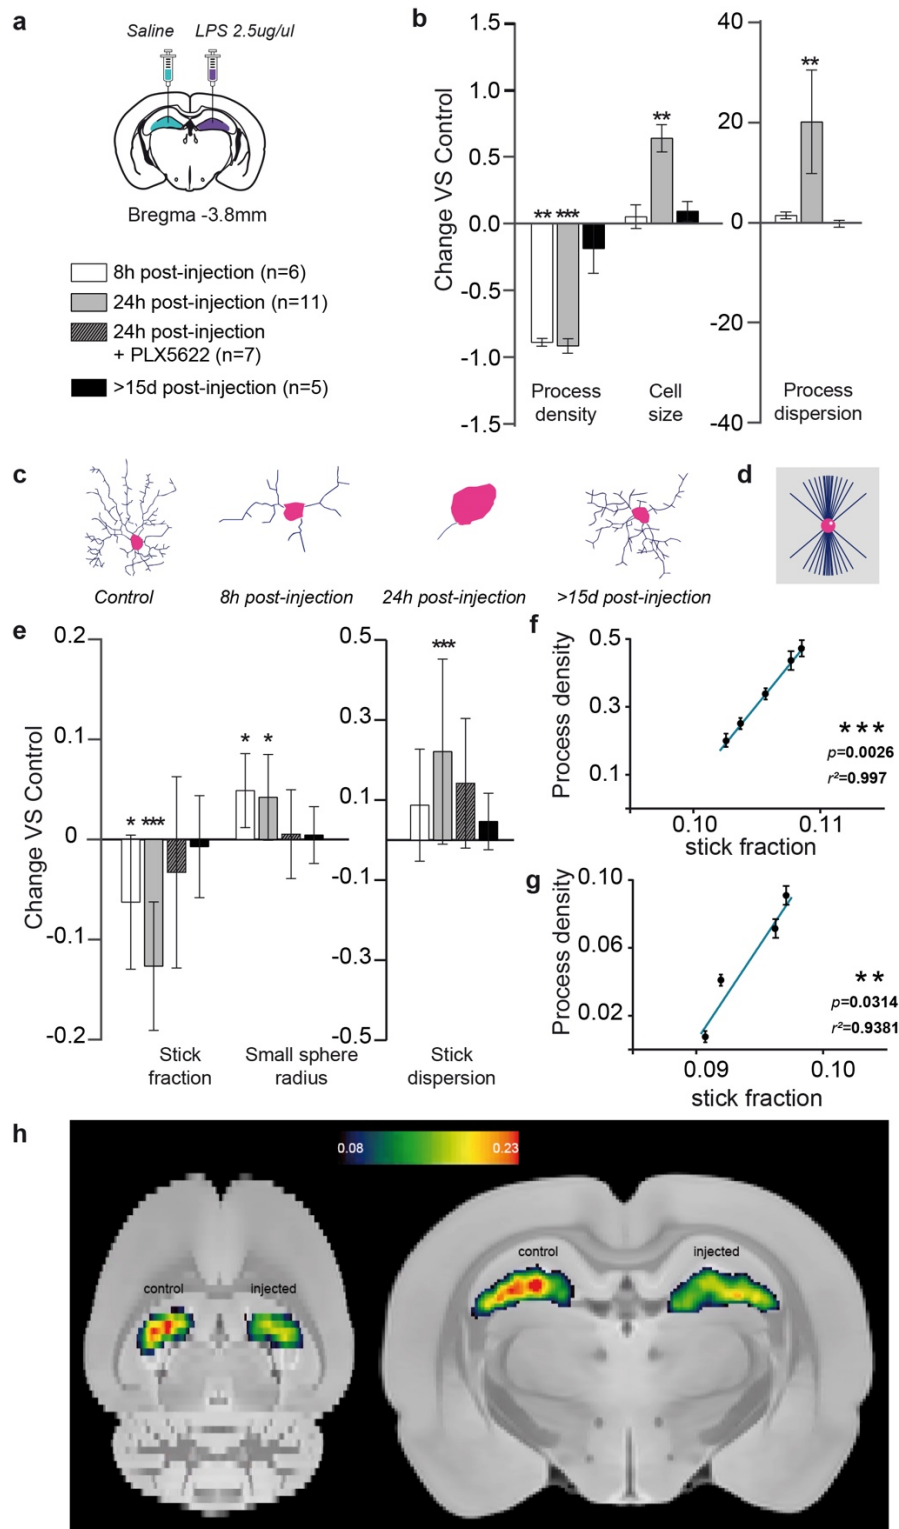 a
Saline LPS 2.5ug/ul
Bregma -3.8mm
8h post-injection (n=6)
24h post-injection (n=11)
24h post-injection
+ PLX5622 (n=7)
>15d post-injection (n=5)
b
Change VS Control
1.5
1.0
0.5
0.0
-0.5
-1.0
-1.5
** ***
**
Process
density
Cell
size
40
20
0
-20
-40
**
Process
dispersion
c
Control
8h post-injection
24h post-injection
>15d post-injection
d
e
Change VS Control
0.2
0.1
0
-0.1
-0.2
* ***
* *
Stick
fraction
Small sphere
radius
0.5
0.3
0.1
-0.1
-0.3
-0.5
***
Stick
dispersion
f
Process density
0.5
0.3
0.1
0.10 0.11
stick fraction
***
p=0.0026
r²=0.997
g
Process density
0.10
0.06
0.02
0.09 0.10
stick fraction
**
p=0.0314
r²=0.9381
h
0.08 0.23
control injected
control injected